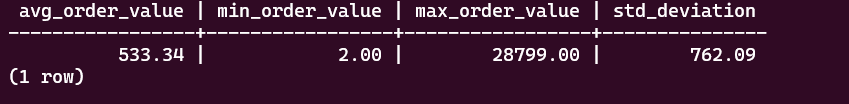 avg_order_value | min_order_value | max_order_value | std_deviation
-----------------+-----------------+-----------------+---------------
533.34 | 2.00 | 28799.00 | 762.09
(1 row)